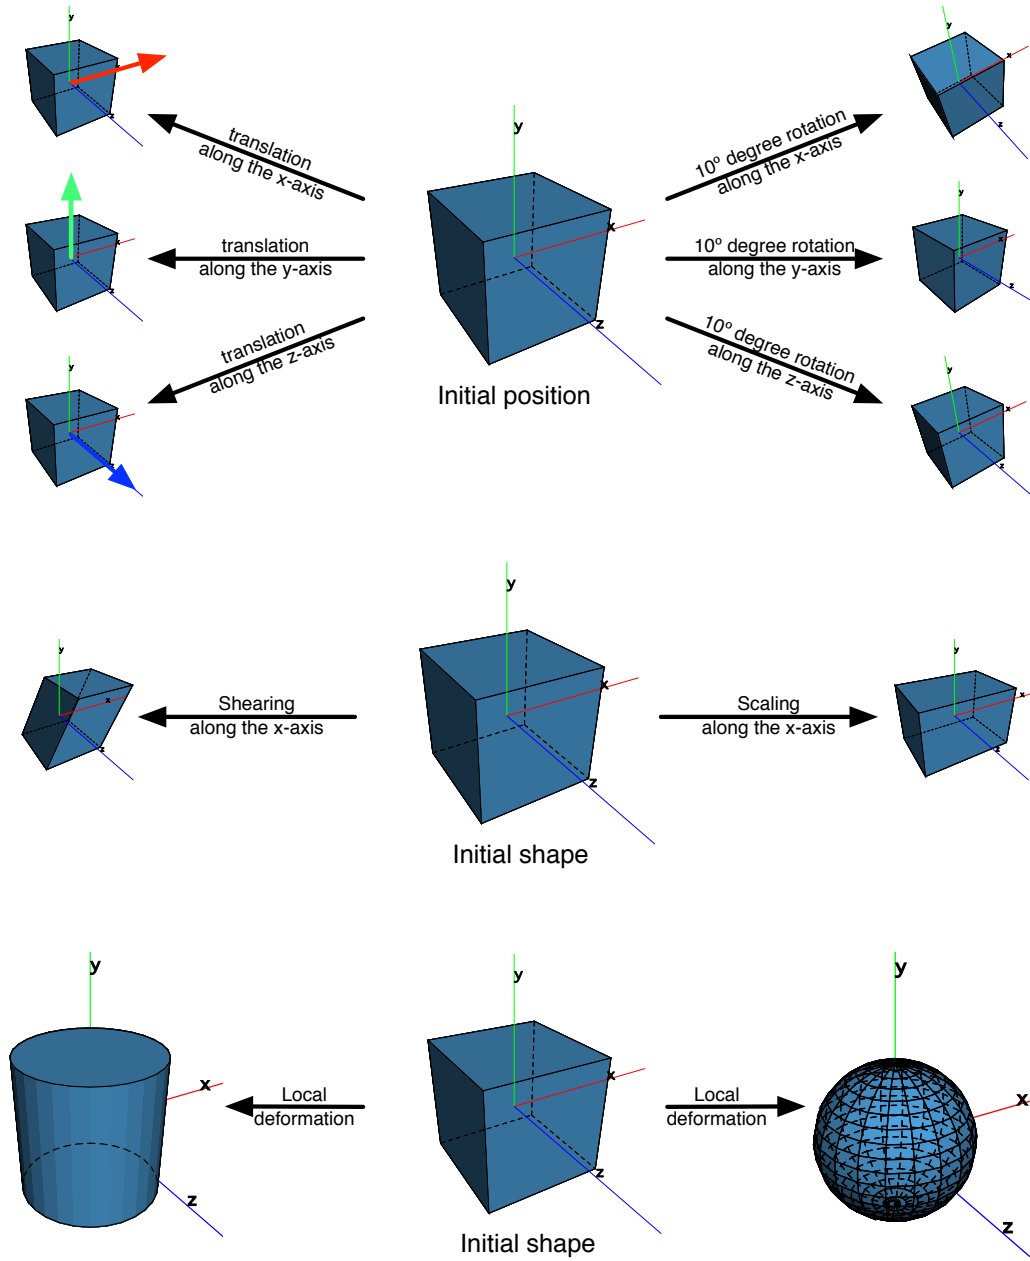 y
x
z
translation
along the x-axis
translation
along the y-axis
translation
along the z-axis
y
x
z
y
x
z
y
x
z
Initial position
10º degree rotation
along the x-axis
10º degree rotation
along the y-axis
10º degree rotation
along the z-axis
y
x
z
y
x
z
y
x
z
y
x
z
Shearing
along the x-axis
y
x
z
Initial shape
Scaling
along the x-axis
y
x
z
y
x
z
Local
deformation
y
x
z
Initial shape
Local
deformation
y
x
z